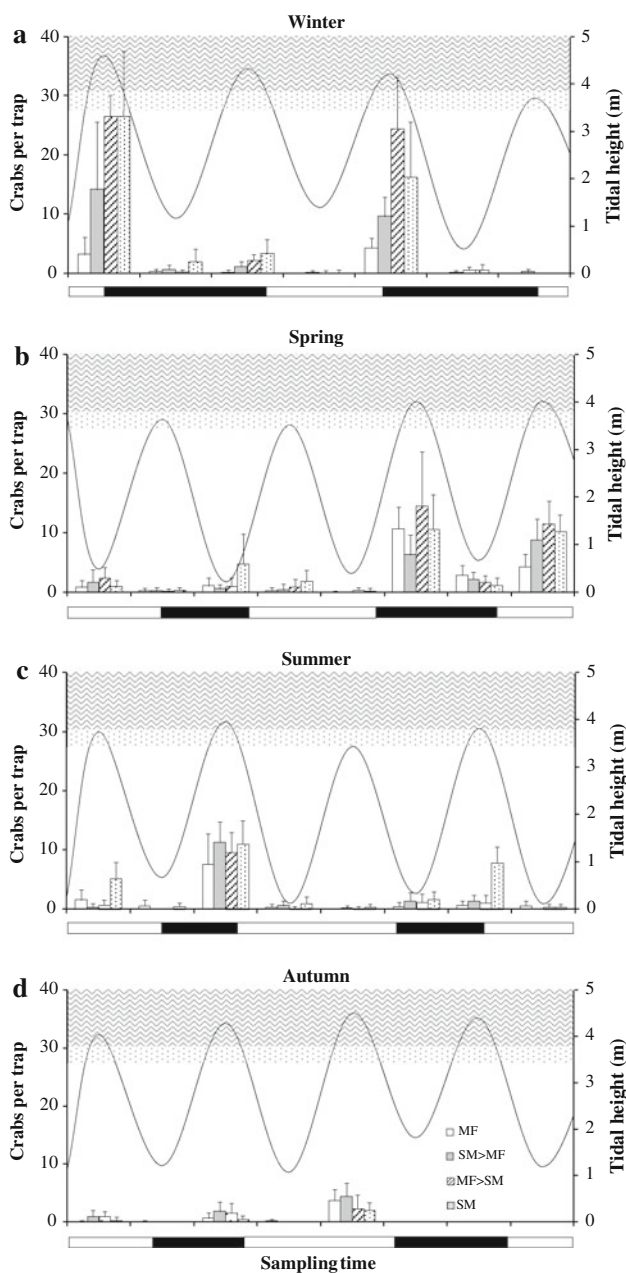 a
Winter
40
30
20
10
0
Crabs per trap
5
4
3
2
1
0
Tidal height (m)
b
Spring
40
30
20
10
0
Crabs per trap
5
4
3
2
1
0
Tidal height (m)
c
Summer
40
30
20
10
0
Crabs per trap
5
4
3
2
1
0
Tidal height (m)
d
Autumn
40
30
20
10
0
Crabs per trap
5
4
3
2
1
0
Tidal height (m)
MF
SM>MF
MF>SM
SM
Sampling time